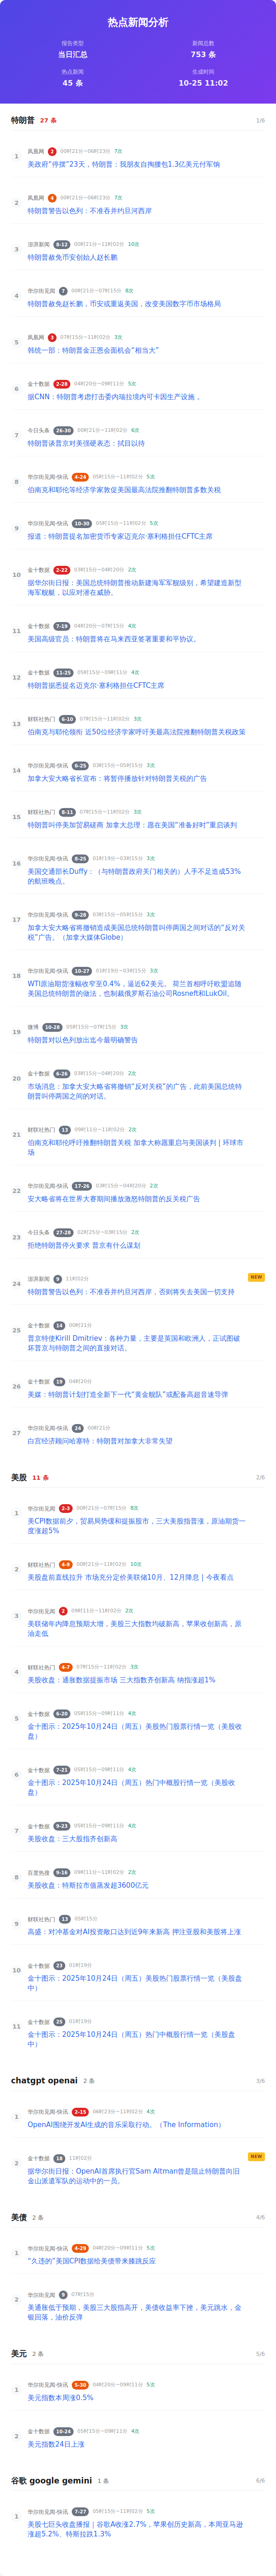 热点新闻分析
报告类型
新闻总数
当日汇总
753 条
热点新闻
生成时间
45 条
10-25 11:02
特朗普 27 条 1/6
1
凤凰网 2 00时21分~06时23分 7次
美政府“停摆”23天，特朗普：我朋友自掏腰包1.3亿美元付军饷
2
凤凰网 4 00时21分~06时23分 7次
特朗普警告以色列：不准吞并约旦河西岸
3
澎湃新闻 8-12 00时21分~11时02分 10次
特朗普赦免币安创始人赵长鹏
4
华尔街见闻 7 00时21分~07时15分 8次
特朗普赦免赵长鹏，币安或重返美国，改变美国数字货币市场格局
5
凤凰网 3 07时15分~11时02分 3次
韩统一部：特朗普金正恩会面机会“相当大”
6
金十数据 2-28 04时20分~09时11分 5次
据CNN：特朗普考虑打击委内瑞拉境内可卡因生产设施 。
7
今日头条 26-30 00时21分~11时02分 6次
特朗普谈普京对美强硬表态：拭目以待
8
华尔街见闻-快讯 4-24 05时15分~11时02分 5次
伯南克和耶伦等经济学家敦促美国最高法院推翻特朗普多数关税
9
华尔街见闻-快讯 10-30 05时15分~11时02分 5次
报道：特朗普提名加密货币专家迈克尔·塞利格担任CFTC主席
10
金十数据 2-22 03时15分~04时20分 2次
据华尔街日报：美国总统特朗普推动新建海军军舰级别，希望建造新型
海军舰艇，以应对潜在威胁。
11
金十数据 7-19 04时20分~07时15分 4次
美国高级官员：特朗普将在马来西亚签署重要和平协议。
12
金十数据 11-25 05时15分~09时11分 4次
特朗普据悉提名迈克尔·塞利格担任CFTC主席
13
财联社热门 6-10 07时15分~11时02分 3次
伯南克与耶伦领衔 近50位经济学家呼吁美最高法院推翻特朗普关税政策
14
华尔街见闻-快讯 6-25 03时15分~05时15分 3次
加拿大安大略省长宣布：将暂停播放针对特朗普关税的广告
15
财联社热门 8-11 07时15分~11时02分 3次
特朗普叫停美加贸易磋商 加拿大总理：愿在美国“准备好时”重启谈判
16
华尔街见闻-快讯 8-25 01时19分~03时15分 3次
美国交通部长Duffy：（与特朗普政府关门相关的）人手不足造成53%
的航班晚点。
17
华尔街见闻-快讯 9-28 03时15分~05时15分 3次
加拿大安大略省将撤销造成美国总统特朗普叫停两国之间对话的“反对关
税”广告。（加拿大媒体Globe）
18
华尔街见闻-快讯 10-27 01时19分~03时15分 3次
WTI原油期货涨幅收窄至0.4%，逼近62美元。 荷兰首相呼吁欧盟追随
美国总统特朗普的做法，也制裁俄罗斯石油公司Rosneft和LukOil。
19
微博 10-28 05时15分~07时15分 3次
特朗普对以色列放出迄今最明确警告
20
金十数据 6-26 03时15分~04时20分 2次
市场消息：加拿大安大略省将撤销“反对关税”的广告，此前美国总统特
朗普叫停两国之间的对话。
21
财联社热门 13 09时11分~11时02分 2次
伯南克和耶伦呼吁推翻特朗普关税 加拿大称愿重启与美国谈判 | 环球市
场
22
华尔街见闻-快讯 17-26 03时15分~04时20分 2次
安大略省将在世界大赛期间播放激怒特朗普的反关税广告
23
今日头条 27-28 02时25分~03时15分 2次
拒绝特朗普停火要求 普京有什么谋划
24
澎湃新闻 9 11时02分 NEW
特朗普警告以色列：不准吞并约旦河西岸，否则将失去美国一切支持
25
金十数据 14 00时21分
普京特使Kirill Dmitriev：各种力量，主要是英国和欧洲人，正试图破
坏普京与特朗普之间的直接对话。
26
金十数据 19 04时20分
美媒：特朗普计划打造全新下一代“黄金舰队”或配备高超音速导弹
27
华尔街见闻-快讯 24 00时21分
白宫经济顾问哈塞特：特朗普对加拿大非常失望
美股 11 条 2/6
1
华尔街见闻 2-3 00时21分~07时15分 8次
美CPI数据前夕，贸易局势缓和提振股市，三大美股指普涨，原油期货一
度涨超5%
2
财联社热门 4-9 00时21分~11时02分 10次
美股盘前直线拉升 市场充分定价美联储10月、12月降息丨今夜看点
3
华尔街见闻 2 09时11分~11时02分 2次
美联储年内降息预期大增，美股三大指数均破新高，苹果收创新高，原
油走低
4
财联社热门 4-7 07时15分~11时02分 3次
美股收盘：通胀数据提振市场 三大指数齐创新高 纳指涨超1%
5
金十数据 6-20 05时15分~09时11分 4次
金十图示：2025年10月24日（周五）美股热门股票行情一览（美股收
盘）
6
金十数据 7-21 05时15分~09时11分 4次
金十图示：2025年10月24日（周五）热门中概股行情一览（美股收
盘）
7
金十数据 9-23 05时15分~09时11分 4次
美股收盘：三大股指齐创新高
8
百度热搜 9-16 09时11分~11时02分 2次
美股收盘：特斯拉市值蒸发超3600亿元
9
财联社热门 13 05时15分
高盛：对冲基金对AI投资敞口达到近9年来新高 押注亚股和美股将上涨
10
金十数据 23 01时19分
金十图示：2025年10月24日（周五）美股热门股票行情一览（美股盘
中）
11
金十数据 25 01时19分
金十图示：2025年10月24日（周五）热门中概股行情一览（美股盘
中）
chatgpt openai 2 条 3/6
1
华尔街见闻-快讯 2-15 06时23分~11时02分 4次
OpenAI围绕开发AI生成的音乐采取行动。（The Information）
2
金十数据 18 11时02分 NEW
据华尔街日报：OpenAI首席执行官Sam Altman曾是阻止特朗普向旧
金山派遣军队的运动中的一员。
美债 2 条 4/6
1
华尔街见闻-快讯 4-29 04时20分~09时11分 5次
“久违的”美国CPI数据给美债带来膝跳反应
2
华尔街见闻 9 07时15分
美通胀低于预期，美股三大股指高开，美债收益率下挫，美元跳水，金
银回落，油价反弹
美元 2 条 5/6
1
华尔街见闻-快讯 5-30 04时20分~09时11分 5次
美元指数本周涨0.5%
2
金十数据 10-24 05时15分~09时11分 4次
美元指数24日上涨
谷歌 google gemini 1 条 6/6
1
华尔街见闻-快讯 7-27 05时15分~11时02分 5次
美股七巨头收盘播报｜谷歌A收涨2.7%，苹果创历史新高，本周亚马逊
涨超5.2%、特斯拉跌1.3%